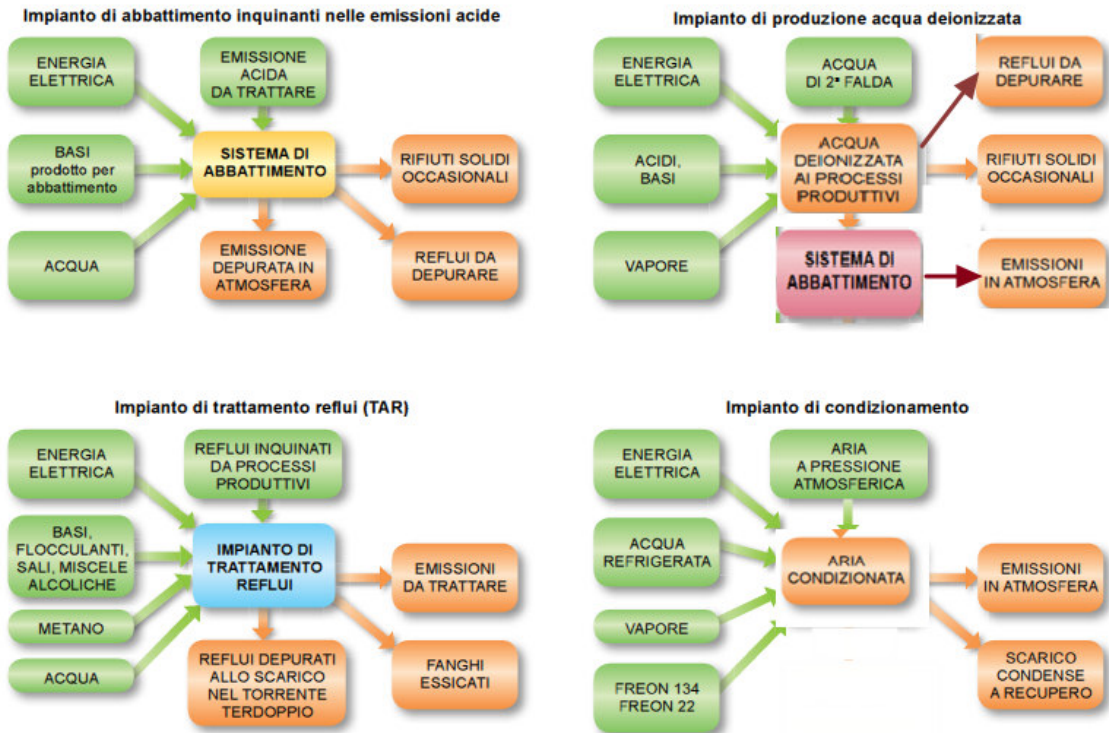 Impianto di abbattimento inquinanti nelle emissioni acide
ENERGIA
ELETTRICA
EMISSIONE
ACIDA
DA TRATTARE
BASI
prodotto per
abbattimento
SISTEMA DI
ABBATTIMENTO
RIFIUTI SOLIDI
OCCASIONALI
ACQUA
EMISSIONE
DEPURATA IN
ATMOSFERA
REFLUI DA
DEPURARE
Impianto di produzione acqua deionizzata
ENERGIA
ELETTRICA
ACQUA
DI 2ª FALDA
REFLUI DA
DEPURARE
ACIDI,
BASI
ACQUA
DEIONIZZATA
AI PROCESSI
PRODUTTIVI
RIFIUTI SOLIDI
OCCASIONALI
VAPORE
SISTEMA DI
ABBATTIMENTO
EMISSIONI
IN ATMOSFERA
Impianto di trattamento reflui (TAR)
ENERGIA
ELETTRICA
REFLUI INQUINATI
DA PROCESSI
PRODUTTIVI
BASI,
FLOCCULANTI,
SALI, MISCELE
ALCOLICHE
IMPIANTO DI
TRATTAMENTO
REFLUI
EMISSIONI
DA TRATTARE
METANO
ACQUA
REFLUI DEPURATI
ALLO SCARICO
NEL TORRENTE
TERDOPPIO
FANGHI
ESSICATI
Impianto di condizionamento
ENERGIA
ELETTRICA
ARIA
A PRESSIONE
ATMOSFERICA
ACQUA
REFRIGERATA
ARIA
CONDIZIONATA
EMISSIONI
IN ATMOSFERA
VAPORE
FREON 134
FREON 22
SCARICO
CONDENSE
A RECUPERO